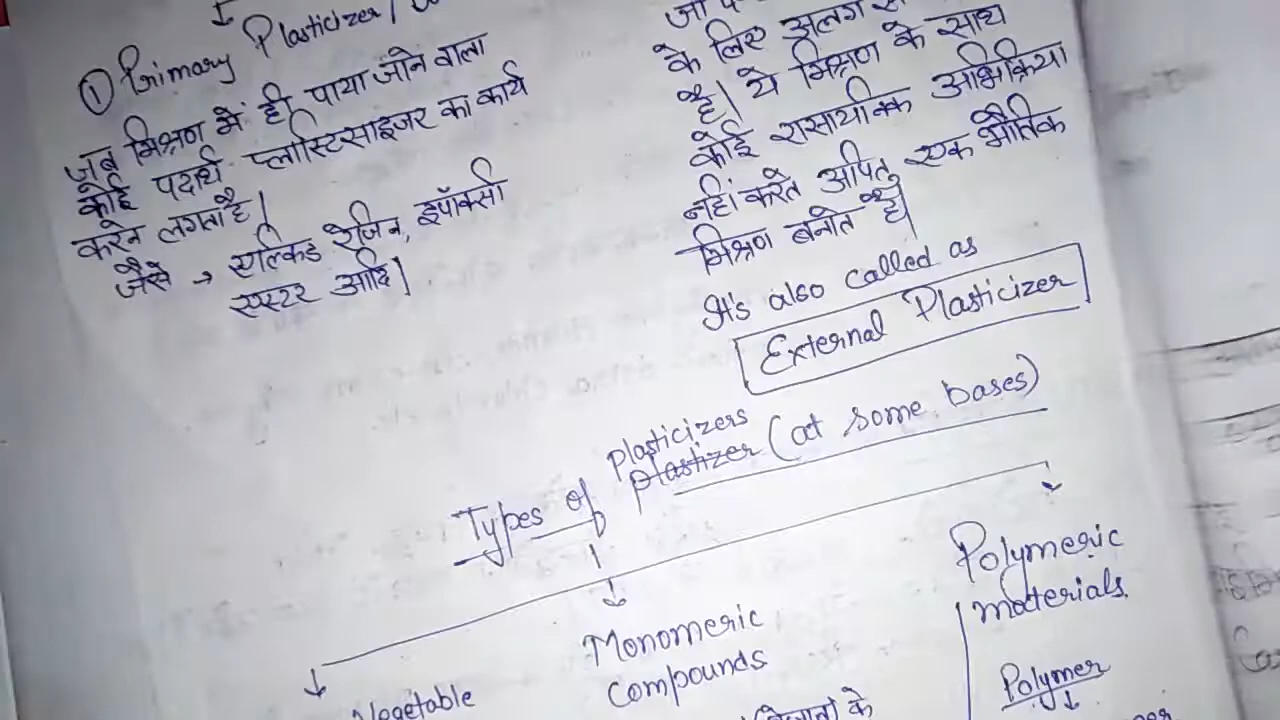 ① Primary Plasticizer/
जब मिश्रण में ही पाया जाने वाला
कोई पदार्थ प्लास्टिसाइजर का कार्य
करने लगता है।
जैसे → एल्किड रेजिन, इपॉक्सी
एस्टर आदि।
के लिए अलग
है। ये मिश्रण के साथ
कोई रासायनिक अभिक्रिया
नहीं करते अपितु एक भौतिक
मिश्रण बनाते हैं।
It's also called as
External Plasticizer
plasticizers
Types of plastizer (at some bases)
Vegetable
Monomeric
compounds
Polymeric
materials.
Polymer
के